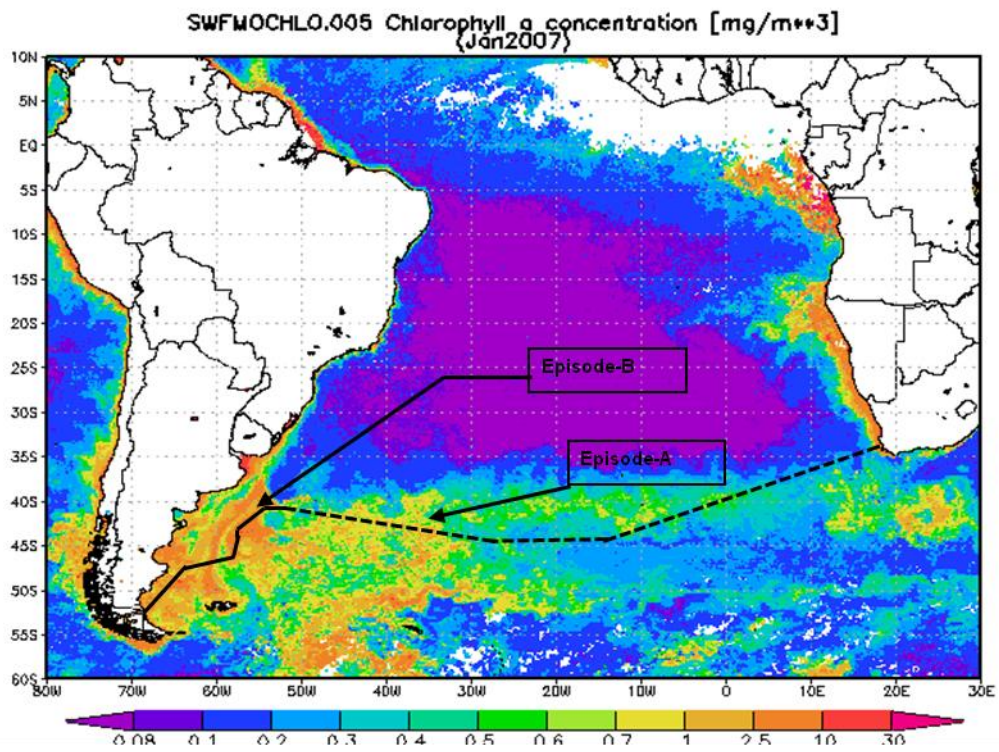 SWFMOCHLO.005 Chlorophyll a concentration [mg/m**3]
(Jan2007)
10N
5N
EQ
5S
10S
15S
20S
25S
30S
35S
40S
45S
50S
55S
60S
Episode-B
Episode-A
80W 70W 60W 50W 40W 30W 20W 10W 0 10E 20E 30E
0.08 0.1 0.2 0.3 0.4 0.5 0.6 0.7 1 2.5 10 30